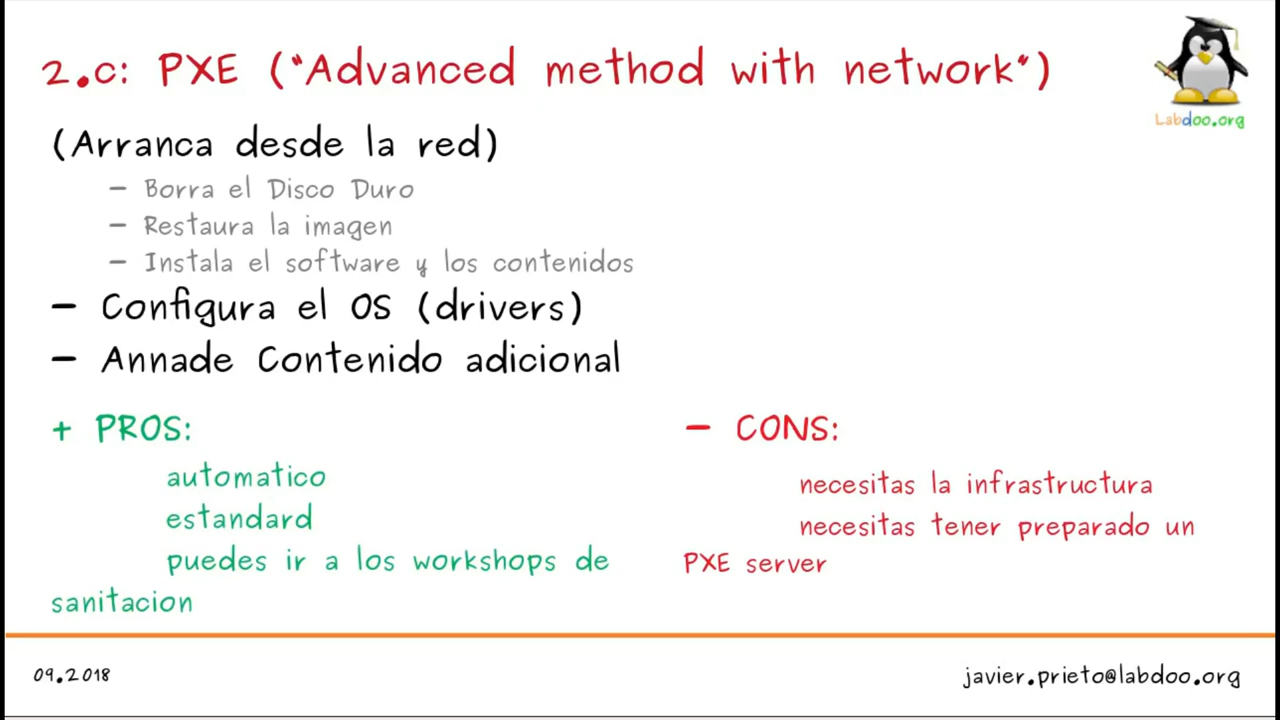 2.c: PXE ("Advanced method with network")
Labdoo.org
(Arranca desde la red)
– Borra el Disco Duro
– Restaura la imagen
– Instala el software y los contenidos
– Configura el OS (drivers)
– Annade Contenido adicional
+ PROS:
automatico
estandard
puedes ir a los workshops de
sanitacion
– CONS:
necesitas la infrastructura
necesitas tener preparado un
PXE server
09.2018
javier.prieto@labdoo.org